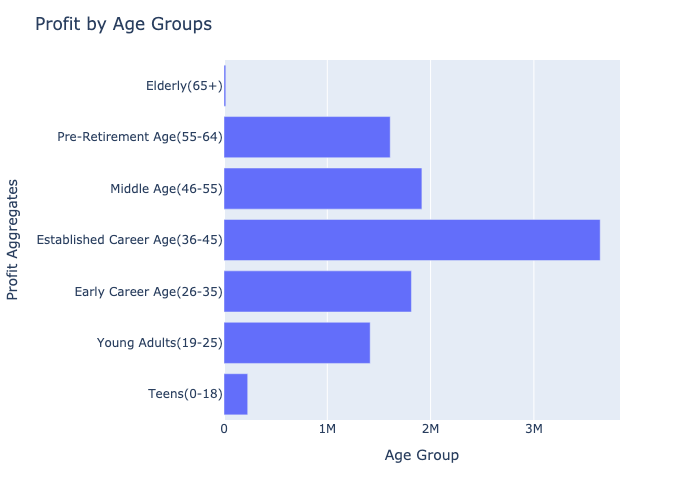 Profit by Age Groups
Elderly(65+)
Pre-Retirement Age(55-64)
Middle Age(46-55)
Established Career Age(36-45)
Early Career Age(26-35)
Young Adults(19-25)
Teens(0-18)
Profit Aggregates
0 1M 2M 3M
Age Group